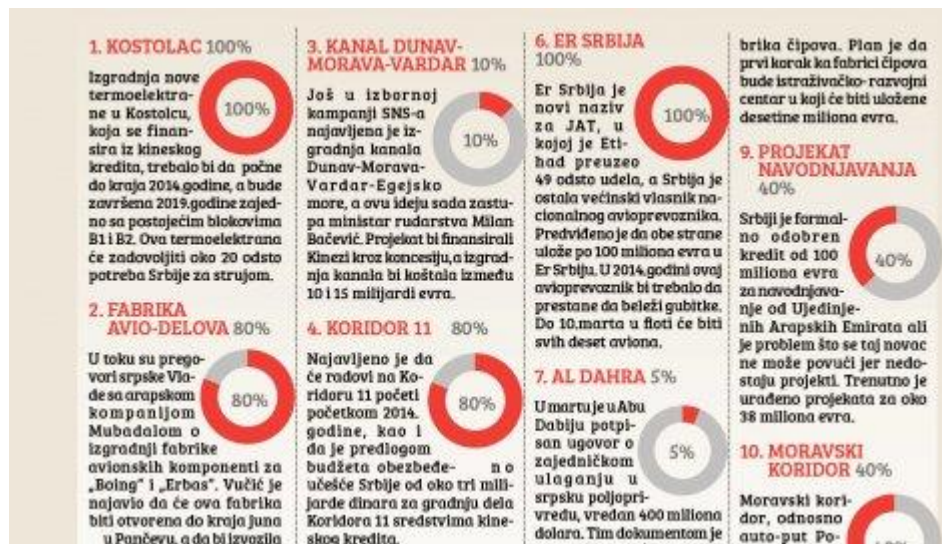 1. KOSTOLAC 100%
Izgradnja nove
termoelektra-
ne u Kostolcu,
koja se finan-
sira iz kineskog
kredita, trebalo bi da počne
do kraja 2014.godine, a bude
završena 2019.godine zajed-
no sa postojećim blokovima
B1 i B2. Ova termoelektrana
će zadovoljiti oko 20 odsto
potreba Srbije za strujom.
100%
2. FABRIKA
AVIO-DELOVA 80%
U toku su prego-
vori srpske Vla-
de sa arapskom
kompanijom
Mubadalom o
izgradnji fabrike
avionskih komponenti za
„Boing" i „Erbas". Vučić je
najavio da će ova fabrika
biti otvorena do kraja juna
u Pančevu, a da bi izvozila
80%
3. KANAL DUNAV-
MORAVA-VARDAR 10%
Još u izbornoj
kampanji SNS-a
najavljena je iz-
gradnja kanala
Dunav-Morava-
Vardar-Egejsko
more, a ovu ideju sada zastu-
pa ministar rudarstva Milan
Bačević. Projekat bi finansirali
Kinezi kroz koncesiju,a izgrad-
nja kanala bi koštala između
10 i 15 milijardi evra.
10%
4. KORIDOR 11 80%
Najavljeno je da
će radovi na Ko-
ridoru 11 početi
početkom 2014.
godine, kao i
da je predlogom
budžeta obezbeđe- no
učešće Srbije od oko tri mili-
jarde dinara za gradnju dela
Koridora 11 sredstvima kine-
skog kredita.
80%
6. ER SRBIJA
100%
Er Srbija je
novi naziv
za JAT, u
kojoj je Eti-
had preuzeo
49 odsto udela, a Srbija je
ostala većinski vlasnik na-
cionalnog avioprevoznika.
Predviđeno je da obe strane
ulože po 100 miliona evra u
Er Srbiju. U 2014.godini ovaj
avioprevoznik bi trebalo da
prestane da beleži gubitke.
Do 10.marta u floti će biti
svih deset aviona.
100%
7. AL DAHRA 5%
U martu je u Abu
Dabiju potpi-
san ugovor o
zajedničkom
ulaganju u
srpsku poljopri-
vredu, vredan 400 miliona
dolara. Tim dokumentom je
5%
brika čipova. Plan je da
prvi korak ka fabrici čipova
bude istraživačko- razvojni
centar u koji će biti uložene
desetine miliona evra.
9. PROJEKAT
NAVODNJAVANJA
40%
Srbiji je formal-
no odobren
kredit od 100
miliona evra
za navodnjava-
nje od Ujedinje-
nih Arapskih Emirata ali
je problem što se taj novac
ne može povući jer nedo-
staju projekti. Trenutno je
urađeno projekata za oko
38 miliona evra.
40%
10. MORAVSKI
KORIDOR 40%
Moravski kori-
dor, odnosno
auto-put Po-